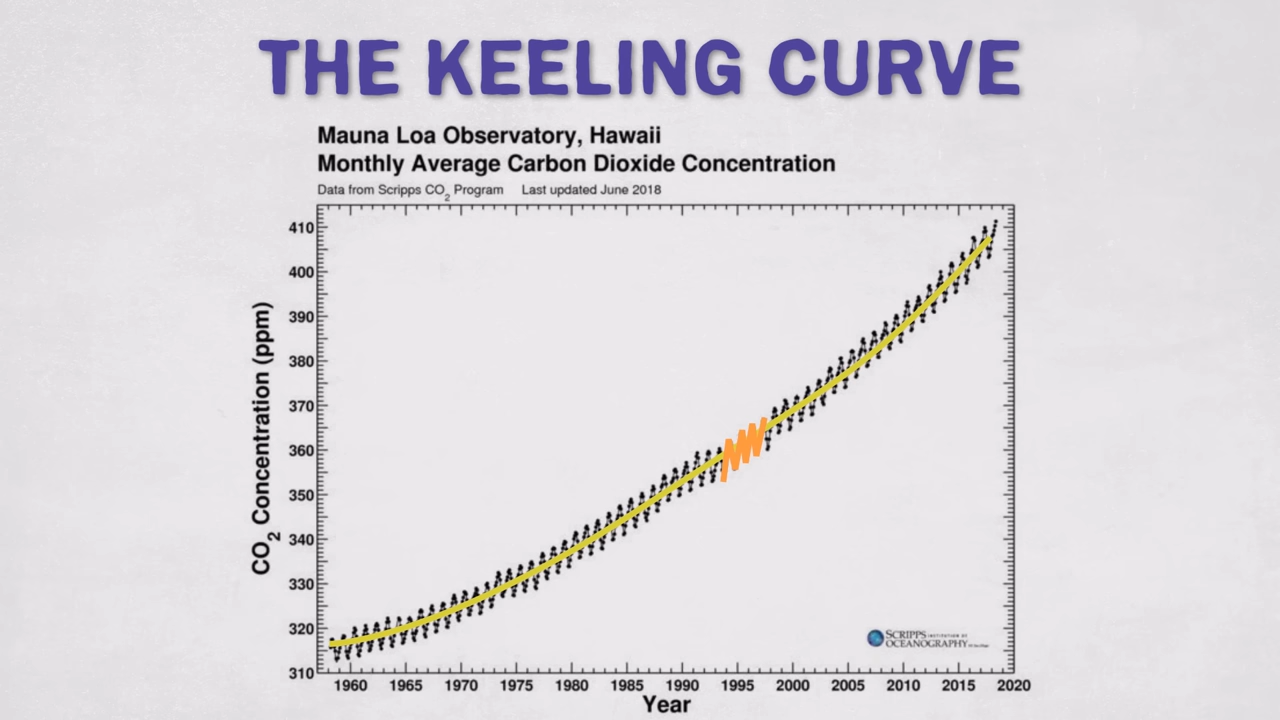 THE KEELING CURVE
Mauna Loa Observatory, Hawaii
Monthly Average Carbon Dioxide Concentration
Data from Scripps CO2 Program Last updated June 2018
CO2 Concentration (ppm)
410
400
390
380
370
360
350
340
330
320
310
SCRIPPS INSTITUTION OF
OCEANOGRAPHY
1960 1965 1970 1975 1980 1985 1990 1995 2000 2005 2010 2015 2020
Year